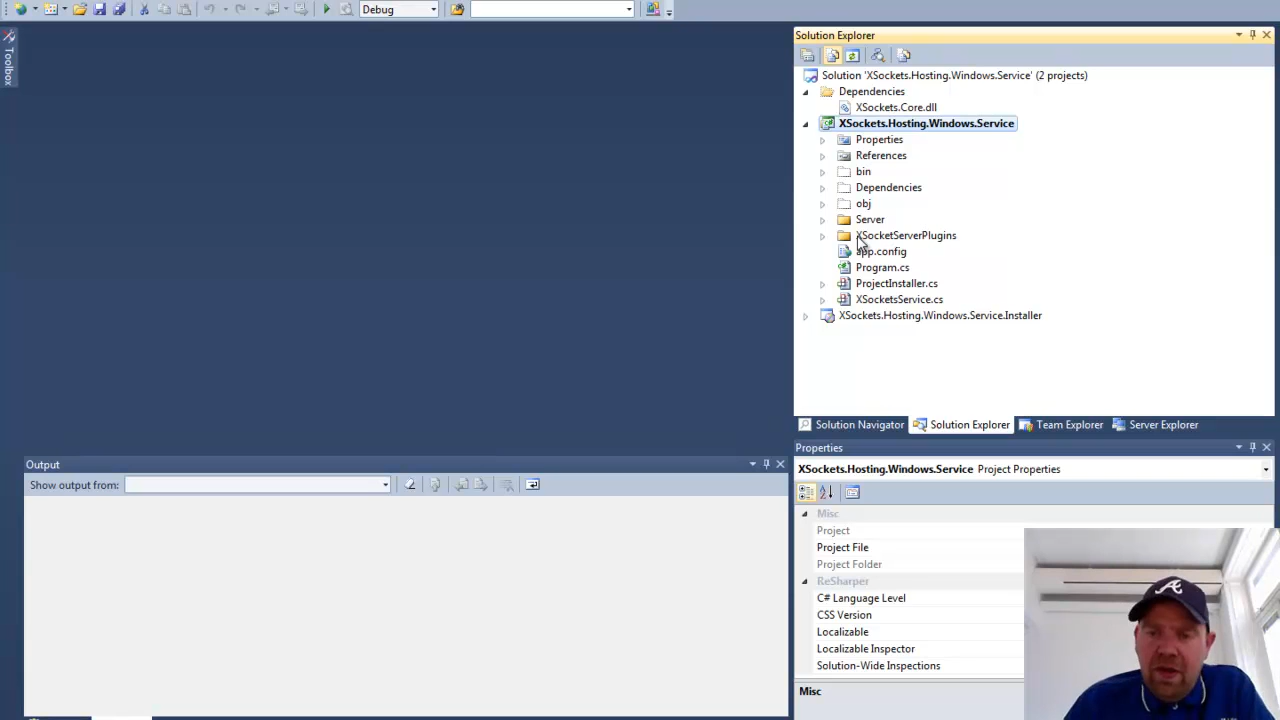 Debug
Toolbox
Solution Explorer
Solution 'XSockets.Hosting.Windows.Service' (2 projects)
Dependencies
XSockets.Core.dll
XSockets.Hosting.Windows.Service
Properties
References
bin
Dependencies
obj
Server
XSocketServerPlugins
app.config
Program.cs
ProjectInstaller.cs
XSocketsService.cs
XSockets.Hosting.Windows.Service.Installer
Solution Navigator Solution Explorer Team Explorer Server Explorer
Properties
XSockets.Hosting.Windows.Service Project Properties
Misc
Project
Project File
Project Folder
ReSharper
C# Language Level
CSS Version
Localizable
Localizable Inspector
Solution-Wide Inspections
Misc
Output
Show output from:
A